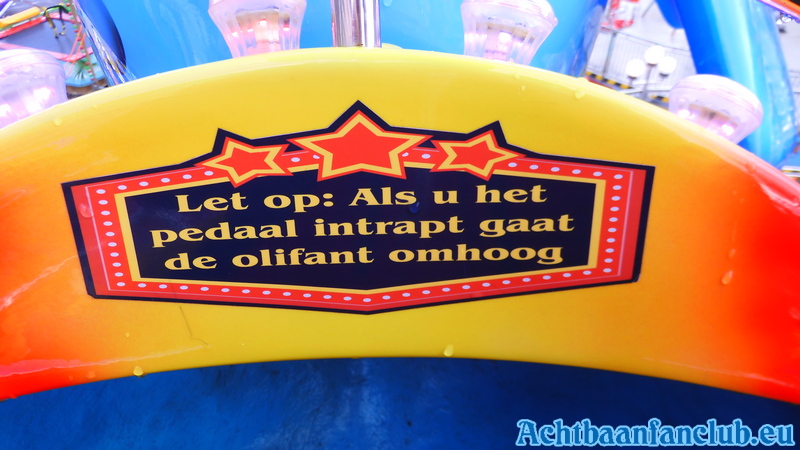 Let op: Als u het
pedaal intrapt gaat
de olifant omhoog
Achtbaanfanclub.eu